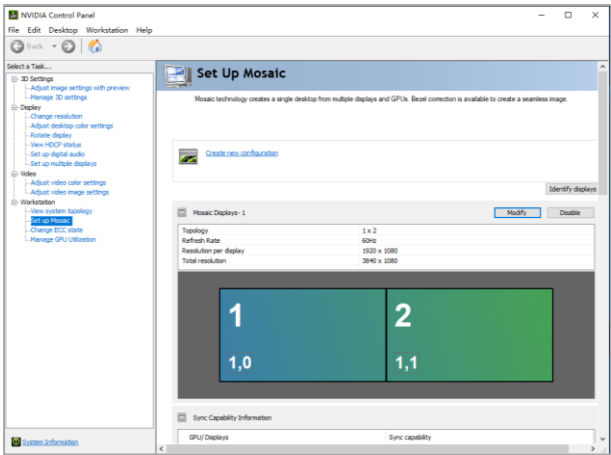 NVIDIA Control Panel
File Edit Desktop Workstation Help
Back
Select a Task...
3D Settings
Adjust image settings with preview
Manage 3D settings
Display
Change resolution
Adjust desktop color settings
Rotate display
View HDCP status
Set up digital audio
Set up multiple displays
Video
Adjust video color settings
Adjust video image settings
Workstation
View system topology
Set up Mosaic
Change ECC state
Manage GPU Utilization
System Information
Set Up Mosaic
Mosaic technology creates a single desktop from multiple displays and GPUs. Bezel correction is available to create a seamless image.
Create new configuration
Identify displays
Mosaic Displays- 1 Modify Disable
Topology 1 x 2
Refresh Rate 60Hz
Resolution per display 1920 x 1080
Total resolution 3840 x 1080
1 2
1,0 1,1
Sync Capability Information
GPU/Displays Sync capability